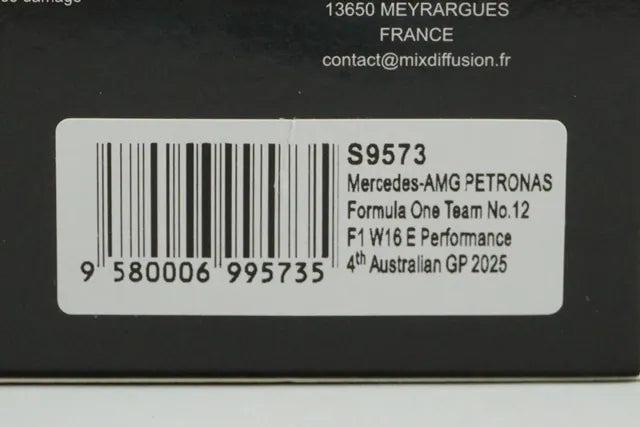 damage
13650 MEYRARGUES
FRANCE
contact@mixdiffusion.fr
S9573
Mercedes-AMG PETRONAS
Formula One Team No.12
F1 W16 E Performance
4th Australian GP 2025
9 580006 995735